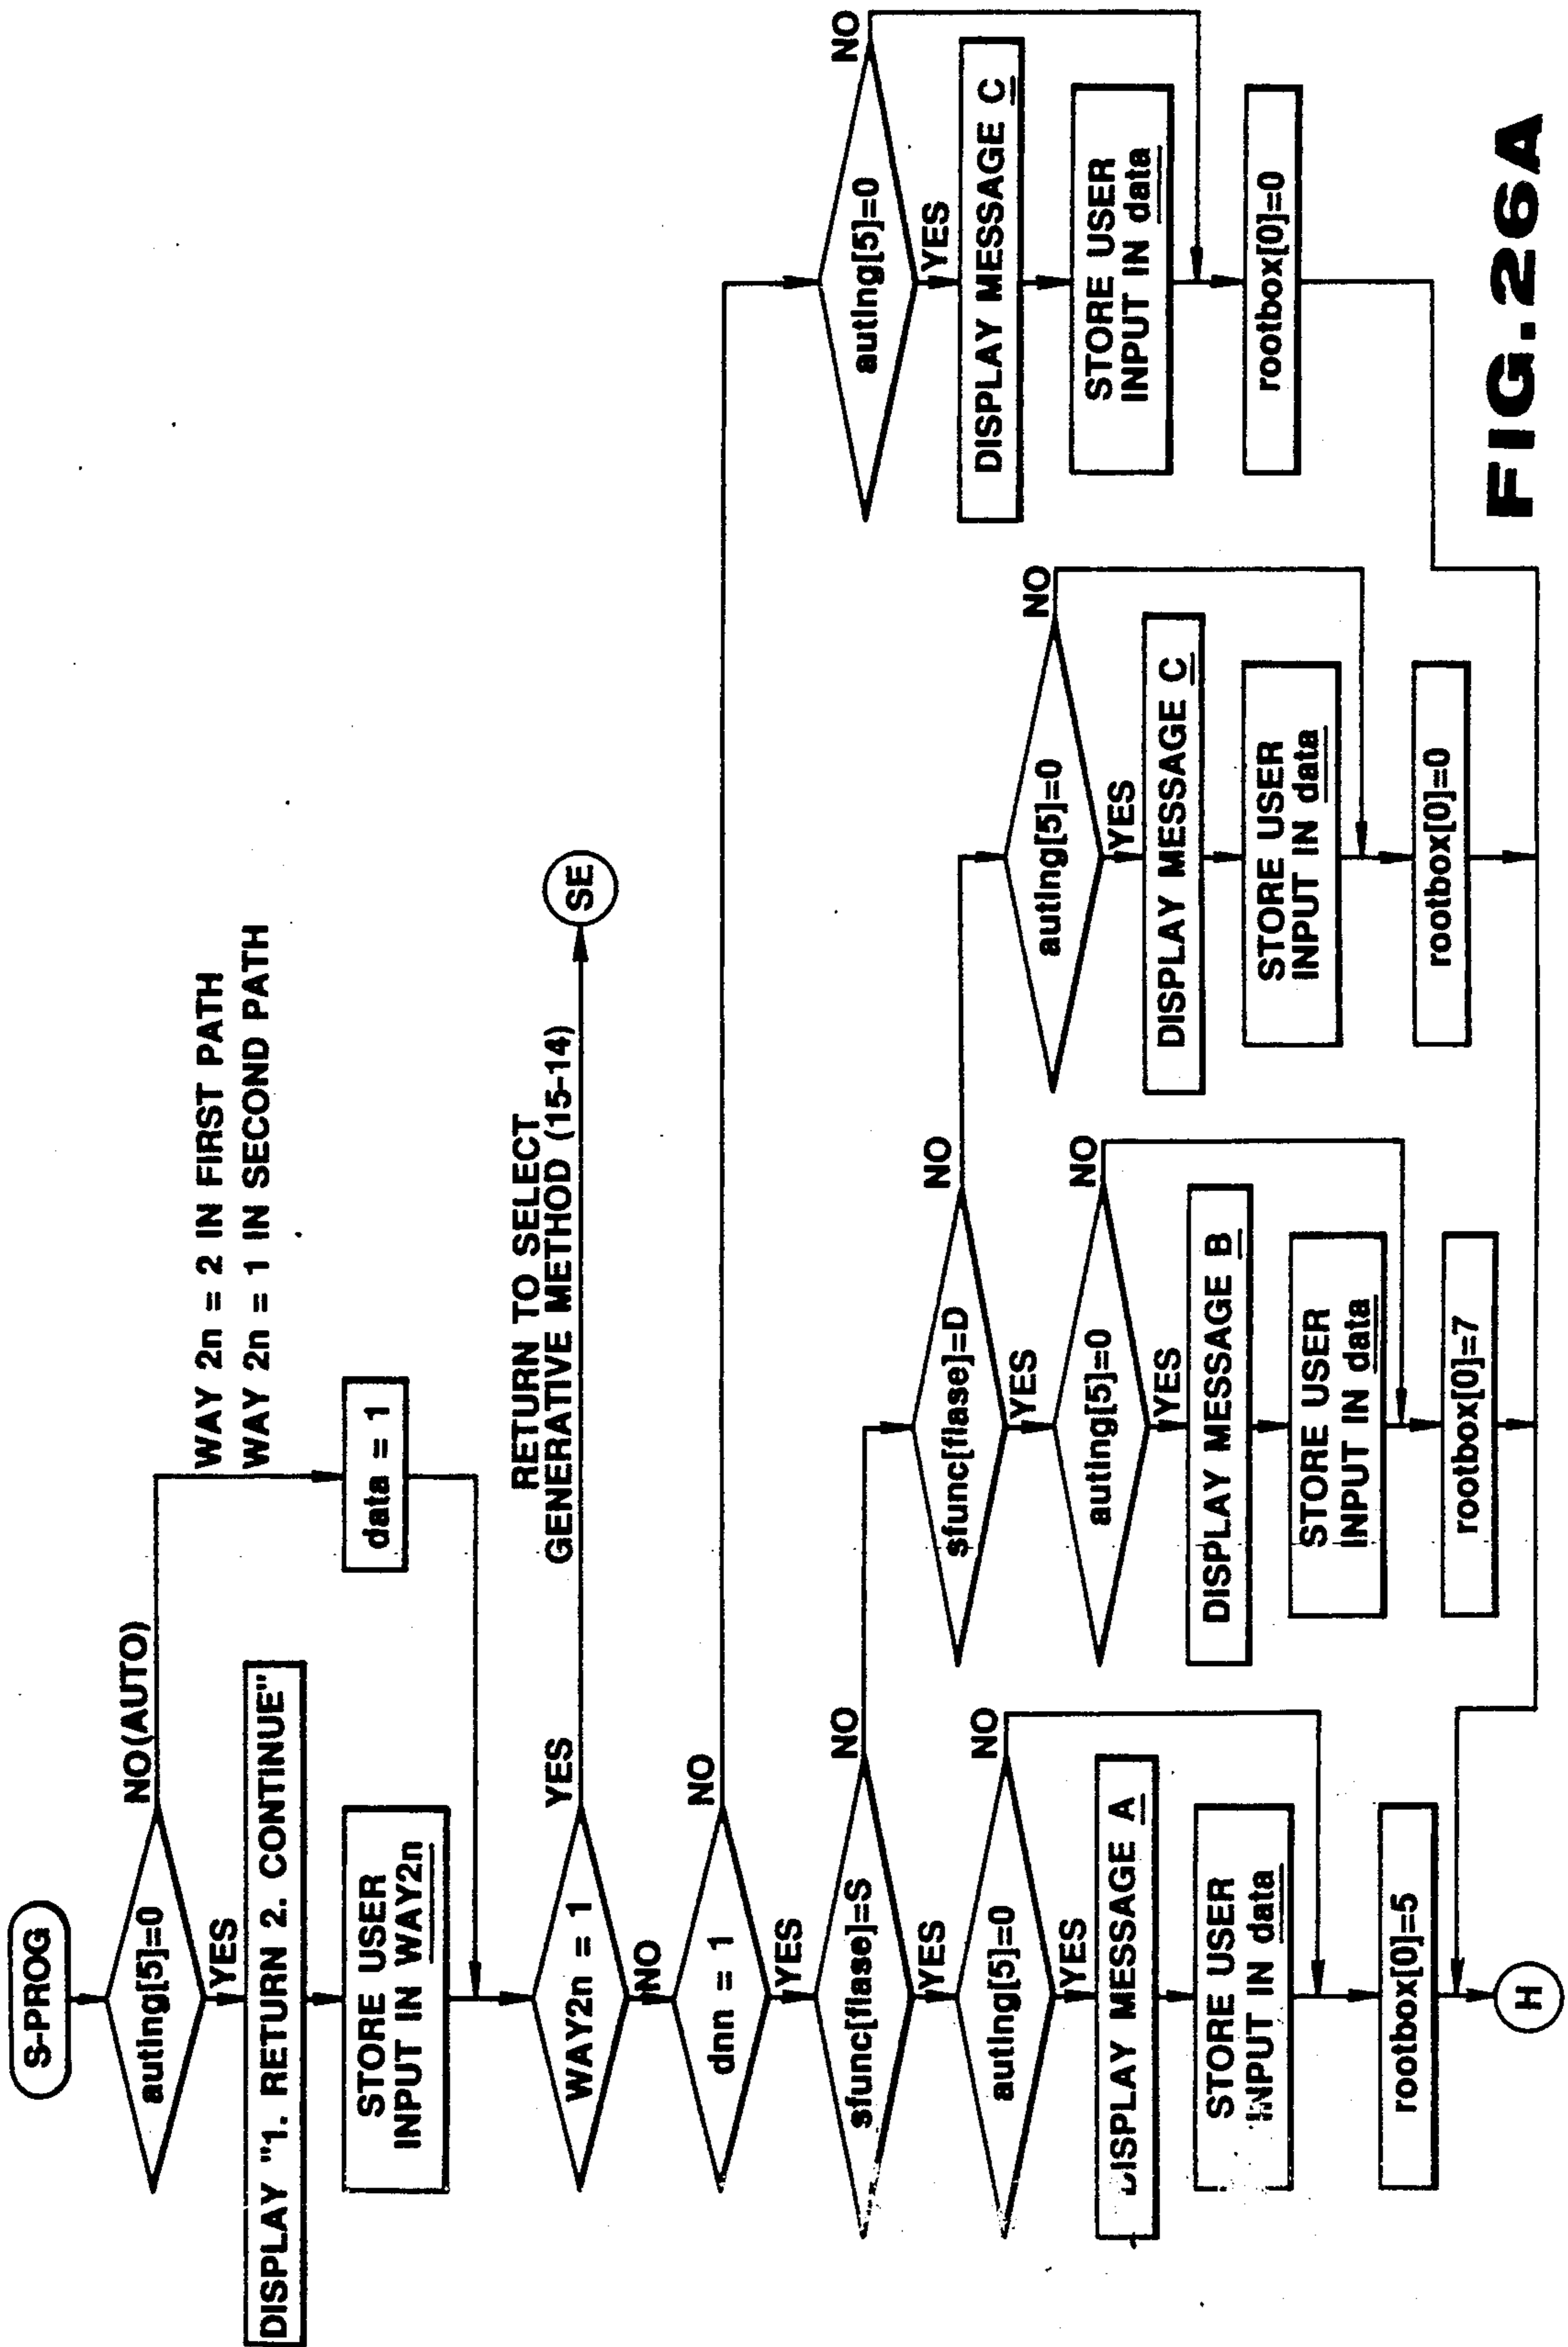 S-PROG
auting[5]=0
NO(AUTO)
YES
WAY 2n = 2 IN FIRST PATH
WAY 2n = 1 IN SECOND PATH
DISPLAY "1. RETURN 2. CONTINUE"
data = 1
STORE USER
INPUT IN WAY2n
WAY2n = 1
YES
RETURN TO SELECT
GENERATIVE METHOD (15-14)
SE
NO
dnn = 1
NO
YES
sfunc[flase]=S
NO
YES
auting[5]=0
NO
YES
DISPLAY MESSAGE A
STORE USER
INPUT IN data
rootbox[0]=5
H
sfunc[flase]=D
NO
YES
auting[5]=0
NO
YES
DISPLAY MESSAGE B
STORE USER
INPUT IN data
rootbox[0]=7
auting[5]=0
NO
YES
DISPLAY MESSAGE C
STORE USER
INPUT IN data
rootbox[0]=0
auting[5]=0
NO
YES
DISPLAY MESSAGE C
STORE USER
INPUT IN data
rootbox[0]=0
FIG.26A